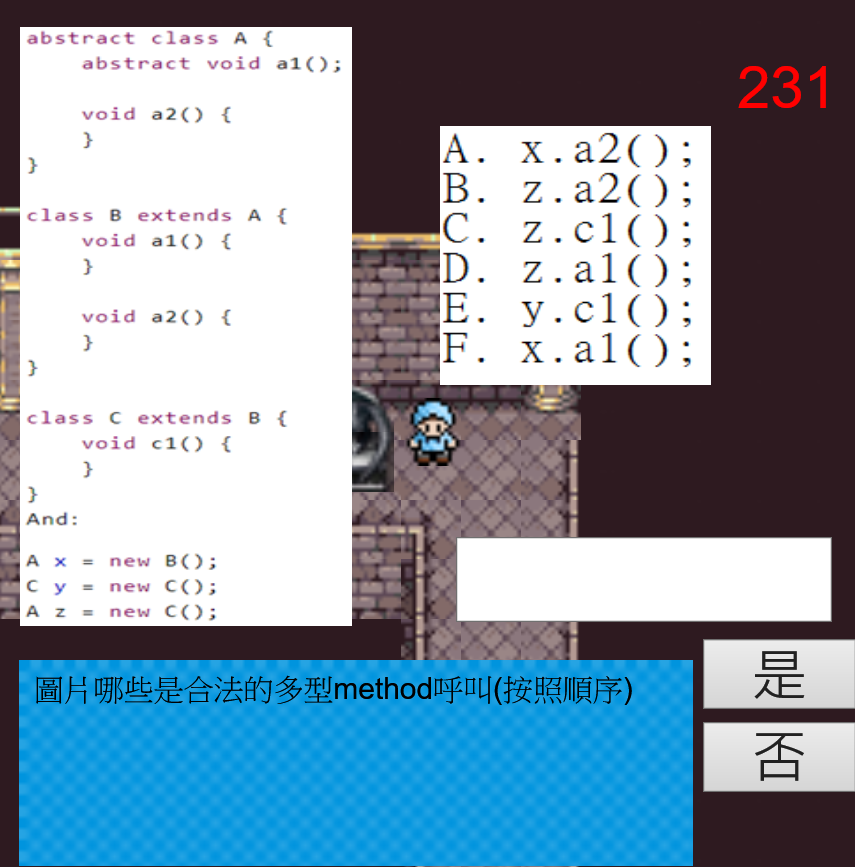 abstract class A {
abstract void a1();
void a2() {
}
}
class B extends A {
void a1() {
}
void a2() {
}
}
class C extends B {
void c1() {
}
}
And:
A x = new B();
C y = new C();
A z = new C();
231
A. x.a2();
B. z.a2();
C. z.c1();
D. z.a1();
E. y.c1();
F. x.a1();
圖片哪些是合法的多型method呼叫(按照順序)
是
否